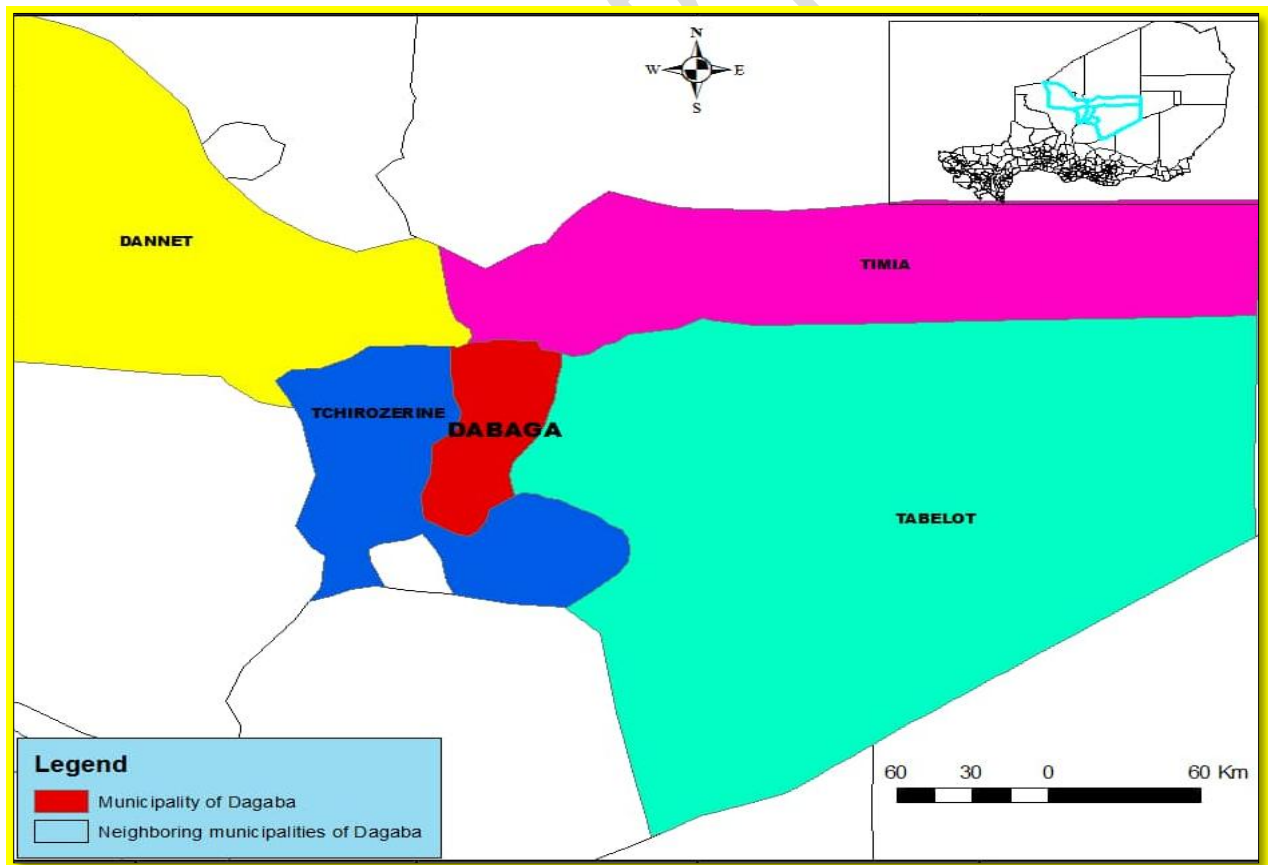 N
W E
S
DANNET
TIMIA
TCHIROZERINE
DABAGA
TABELOT
Legend
Municipality of Dagaba
Neighboring municipalities of Dagaba
60 30 0 60 Km